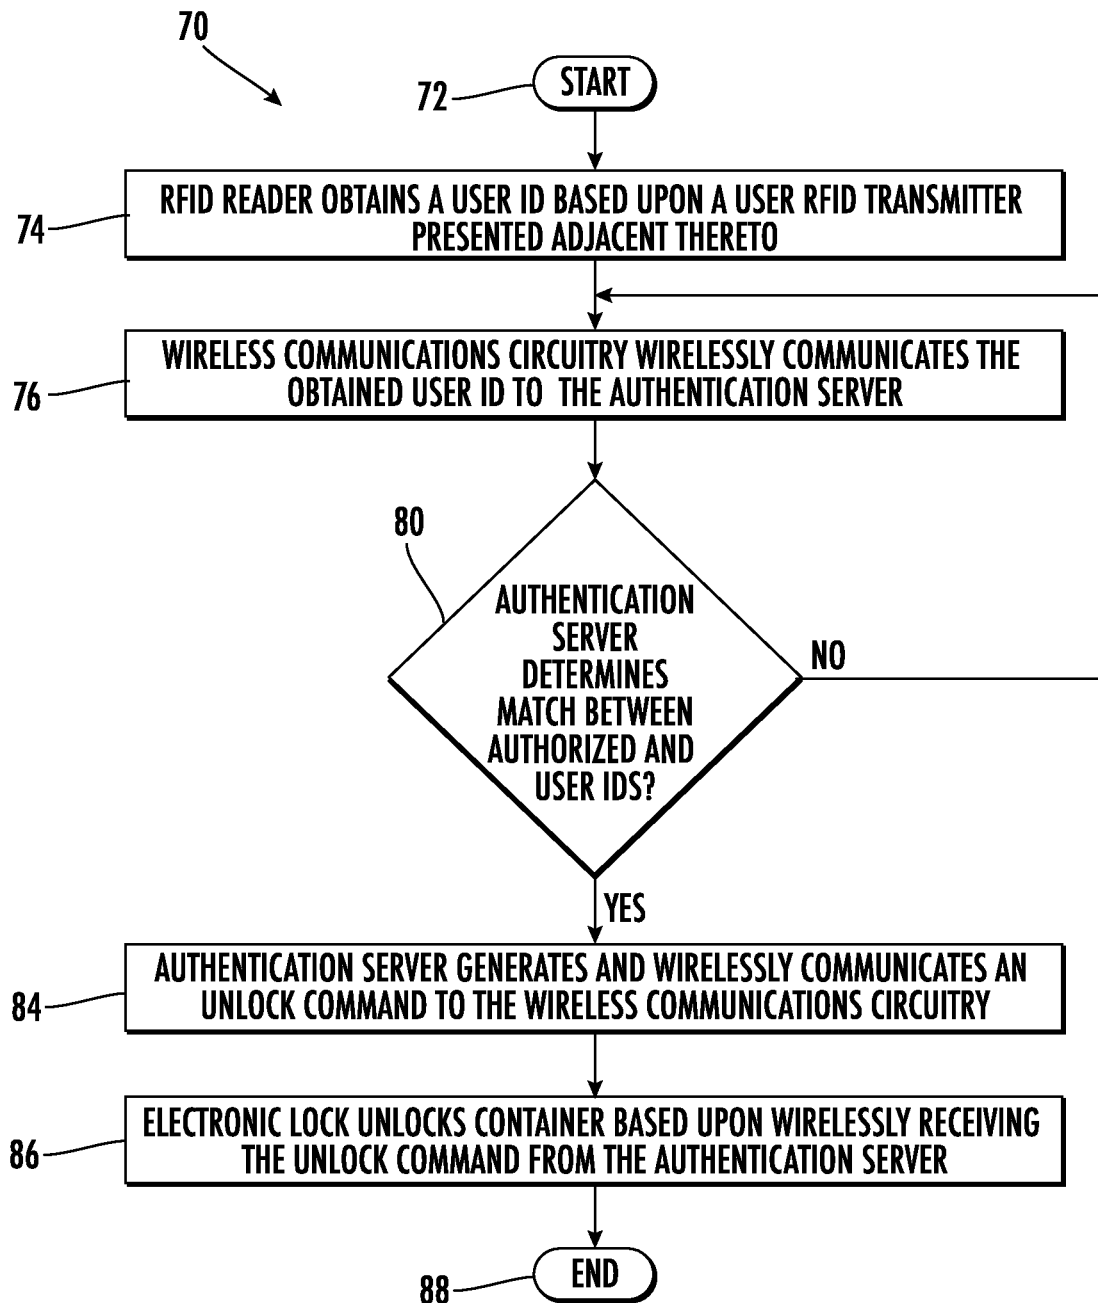 70
72
START
74
RFID READER OBTAINS A USER ID BASED UPON A USER RFID TRANSMITTER
PRESENTED ADJACENT THERETO
76
WIRELESS COMMUNICATIONS CIRCUITRY WIRELESSLY COMMUNICATES THE
OBTAINED USER ID TO THE AUTHENTICATION SERVER
80
AUTHENTICATION
SERVER
DETERMINES
MATCH BETWEEN
AUTHORIZED AND
USER IDS?
NO
YES
84
AUTHENTICATION SERVER GENERATES AND WIRELESSLY COMMUNICATES AN
UNLOCK COMMAND TO THE WIRELESS COMMUNICATIONS CIRCUITRY
86
ELECTRONIC LOCK UNLOCKS CONTAINER BASED UPON WIRELESSLY RECEIVING
THE UNLOCK COMMAND FROM THE AUTHENTICATION SERVER
88
END